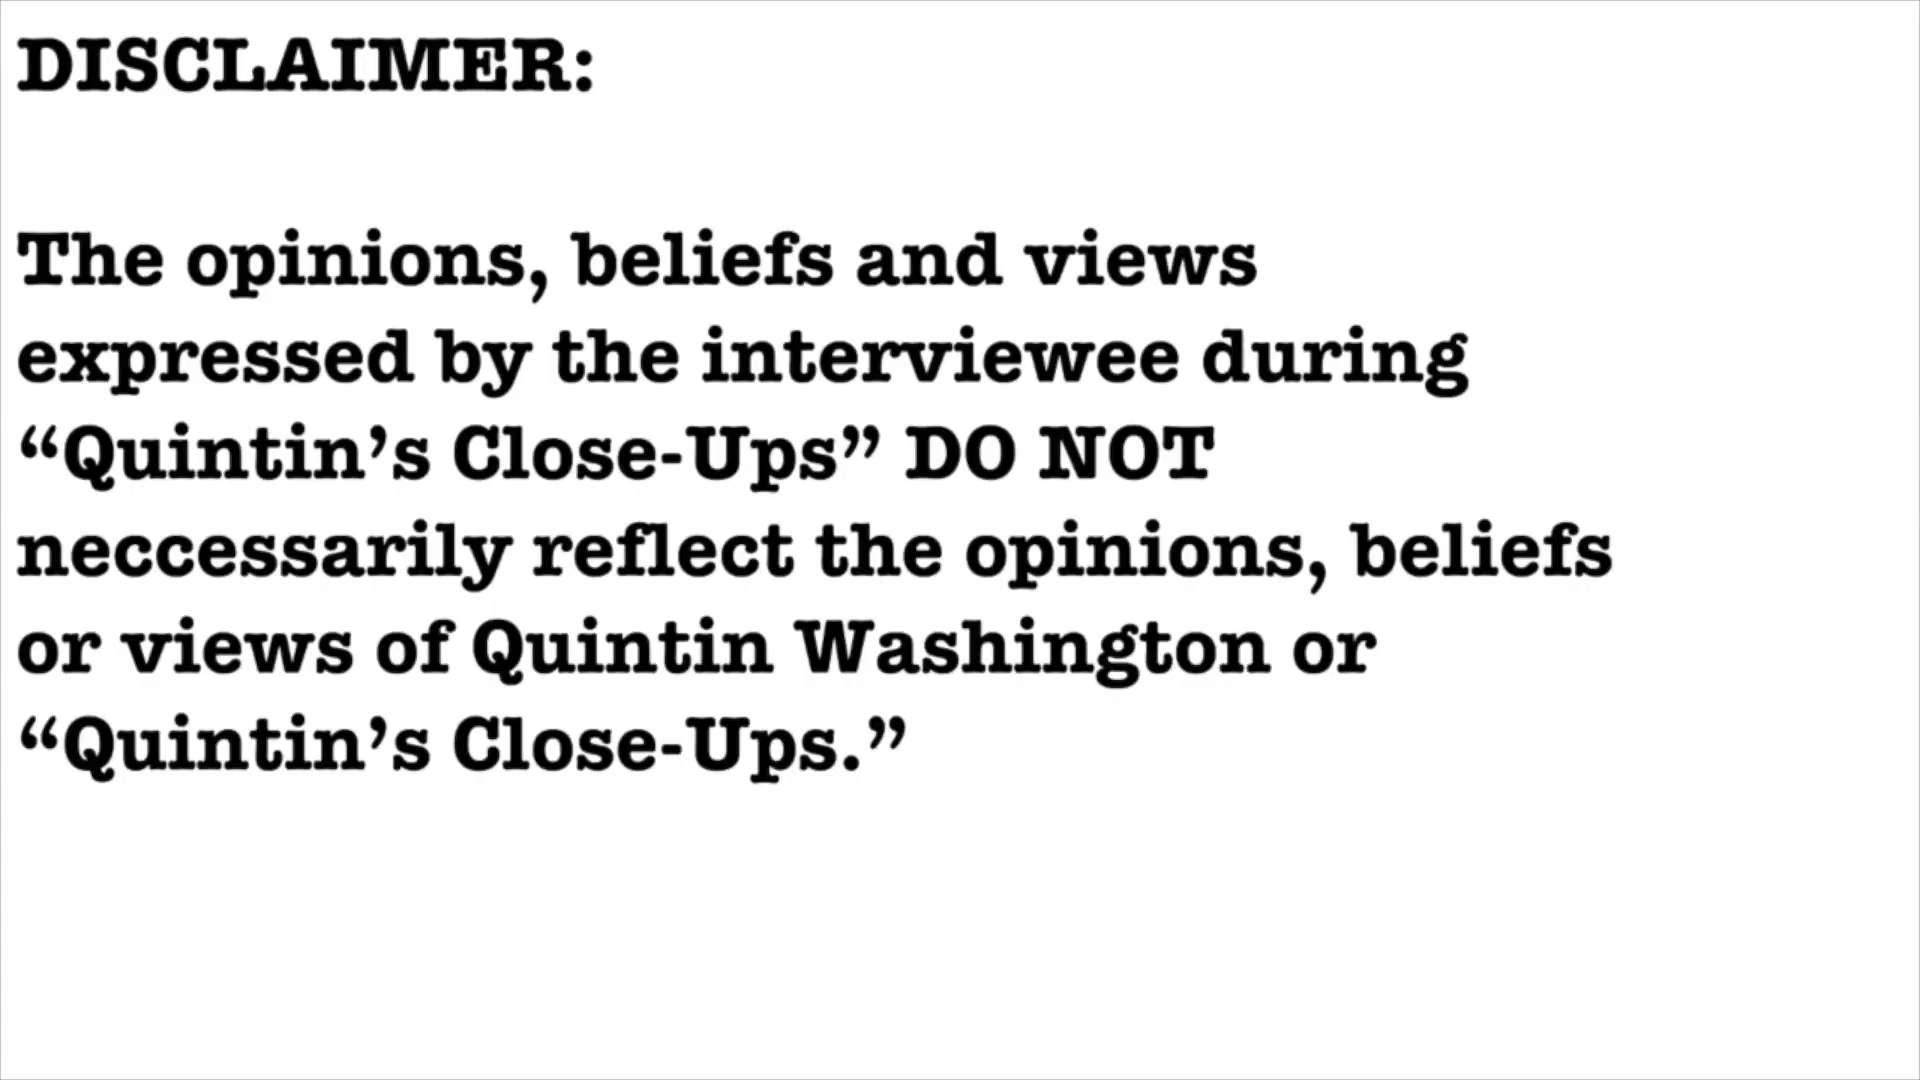 DISCLAIMER:
The opinions, beliefs and views
expressed by the interviewee during
“Quintin’s Close-Ups” DO NOT
neccessarily reflect the opinions, beliefs
or views of Quintin Washington or
“Quintin’s Close-Ups.”